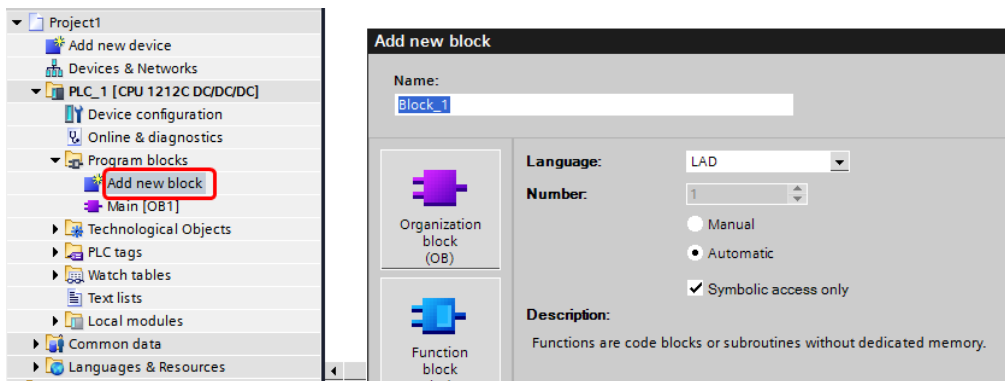 Project1
Add new device
Devices & Networks
PLC_1 [CPU 1212C DC/DC/DC]
Device configuration
Online & diagnostics
Program blocks
Add new block
Main [OB1]
Technological Objects
PLC tags
Watch tables
Text lists
Local modules
Common data
Languages & Resources
Add new block
Name:
Block_1
Organization
block
(OB)
Function
block
Language:
LAD
Number:
1
Manual
Automatic
Symbolic access only
Description:
Functions are code blocks or subroutines without dedicated memory.